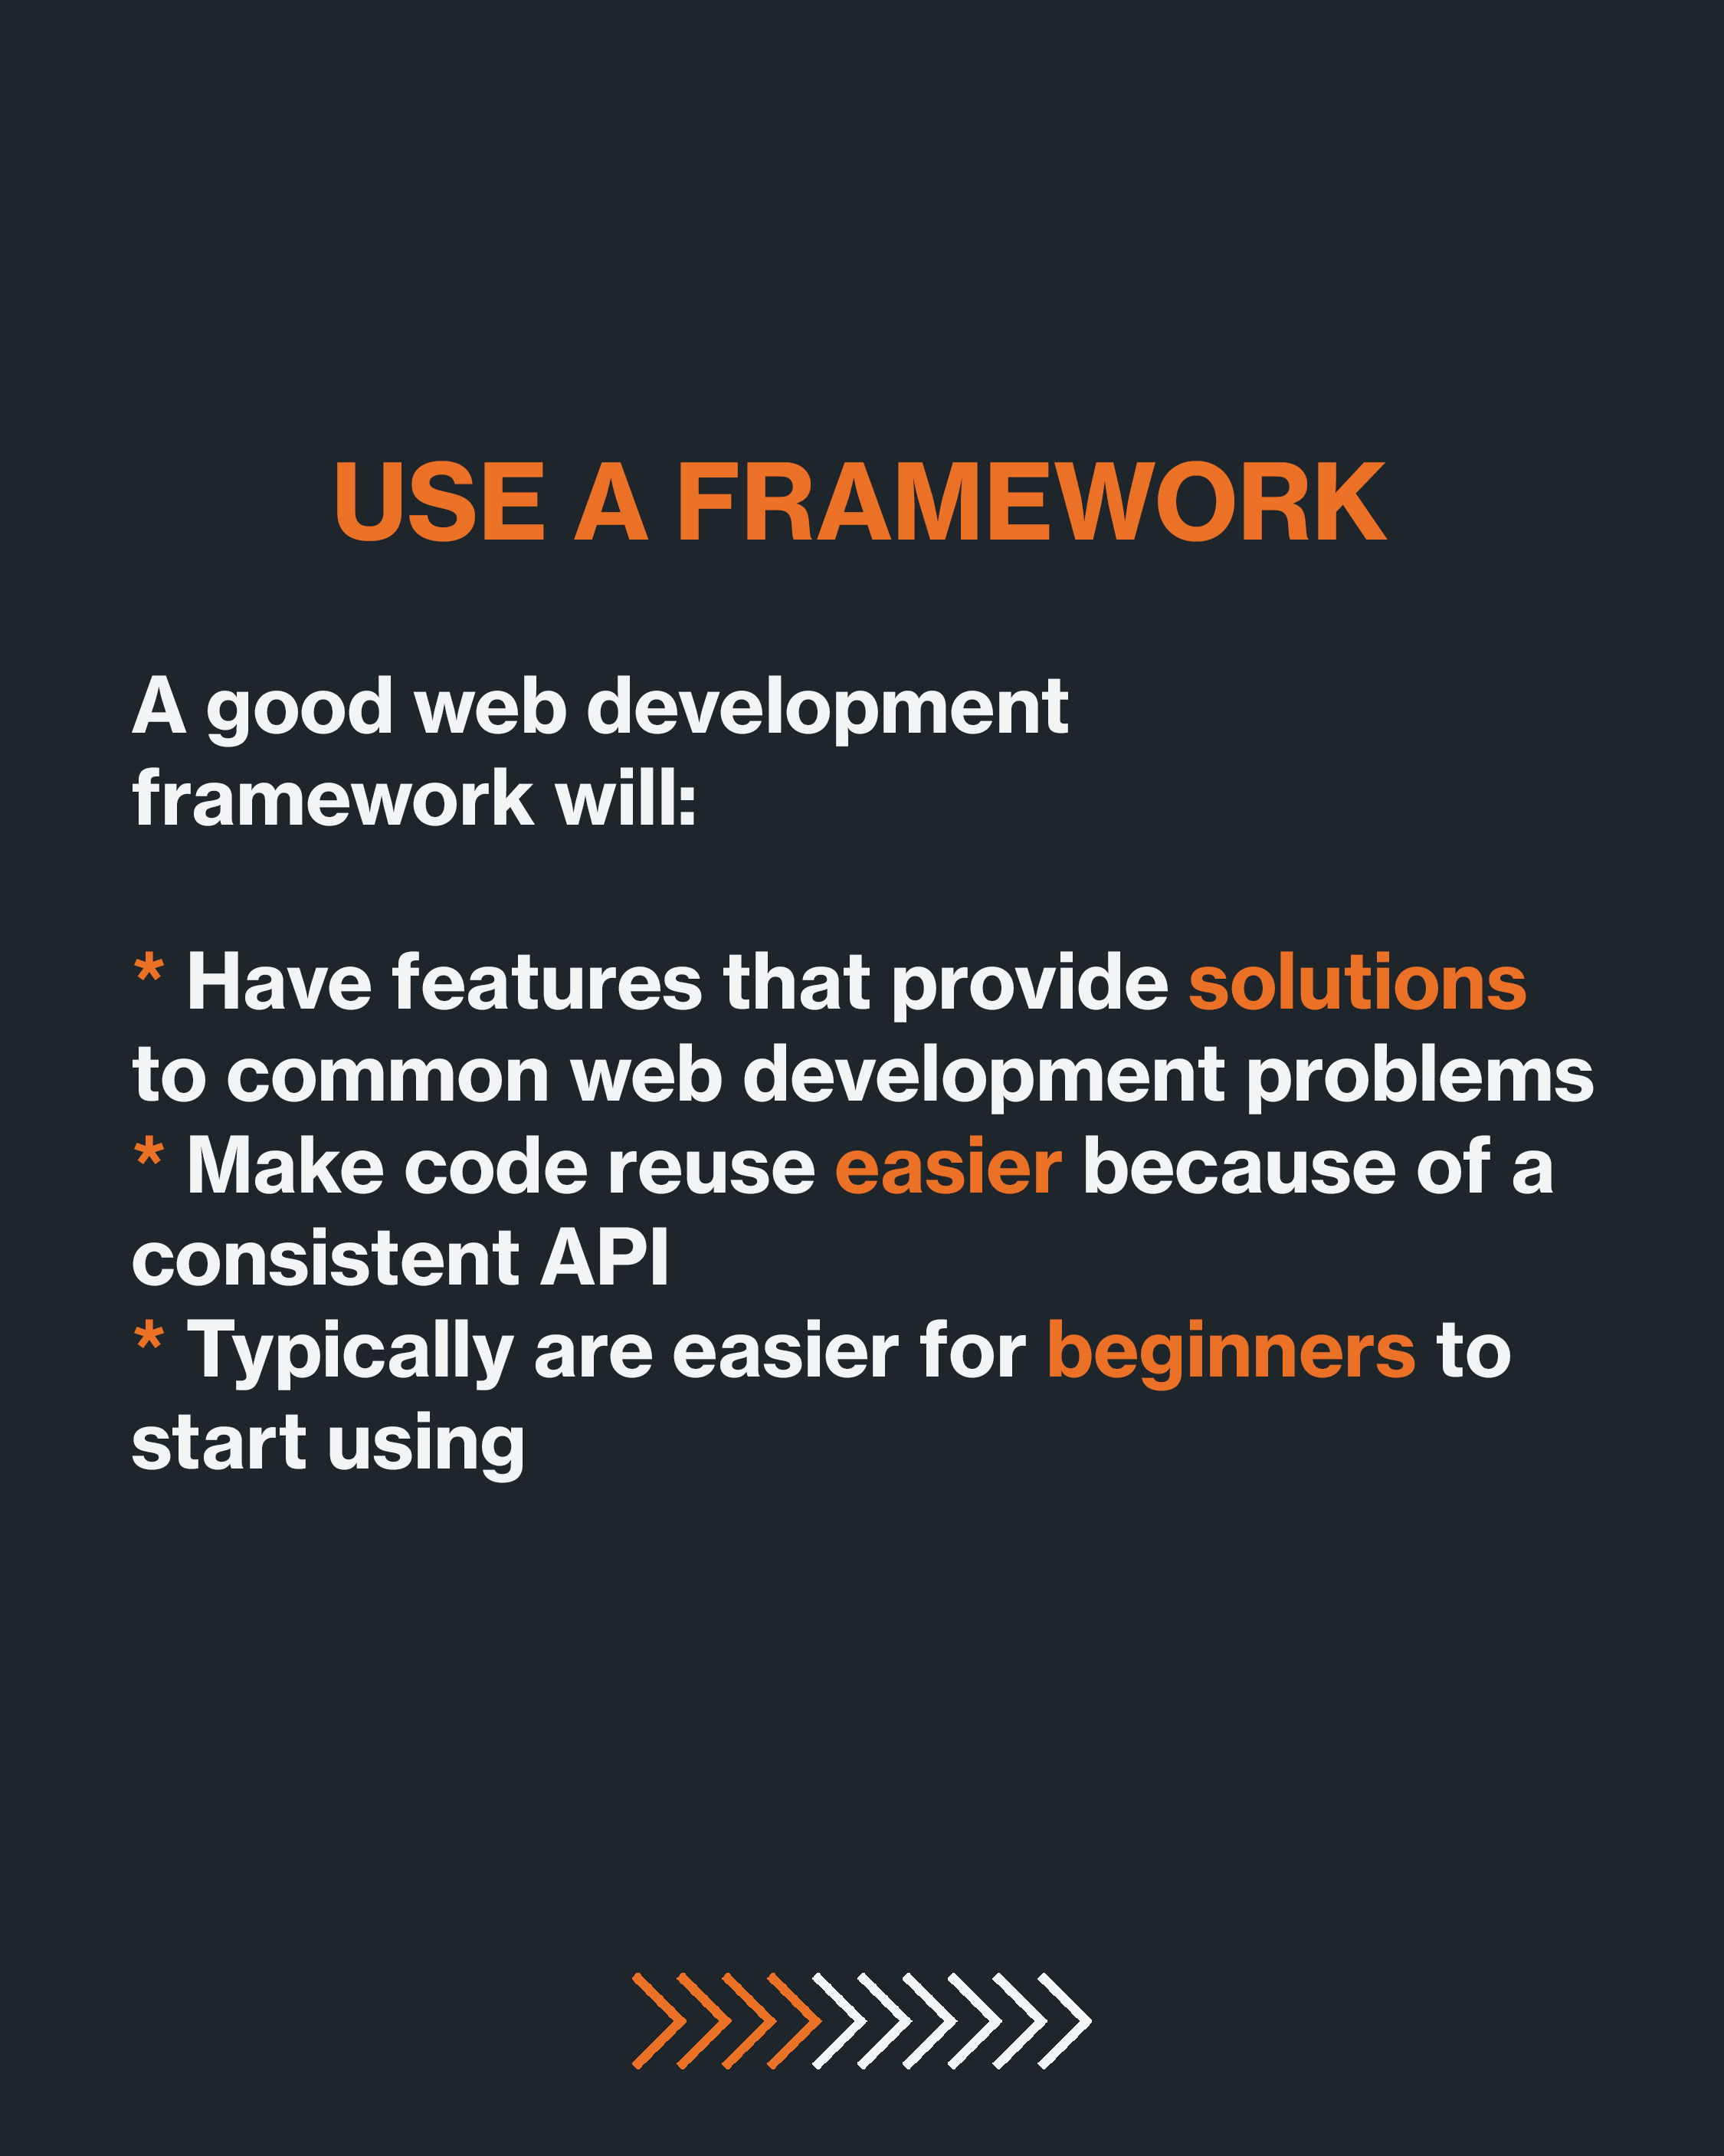 USE A FRAMEWORK
A good web development
framework will:
* Have features that provide solutions
to common web development problems
* Make code reuse easier because of a
consistent API
* Typically are easier for beginners to
start using